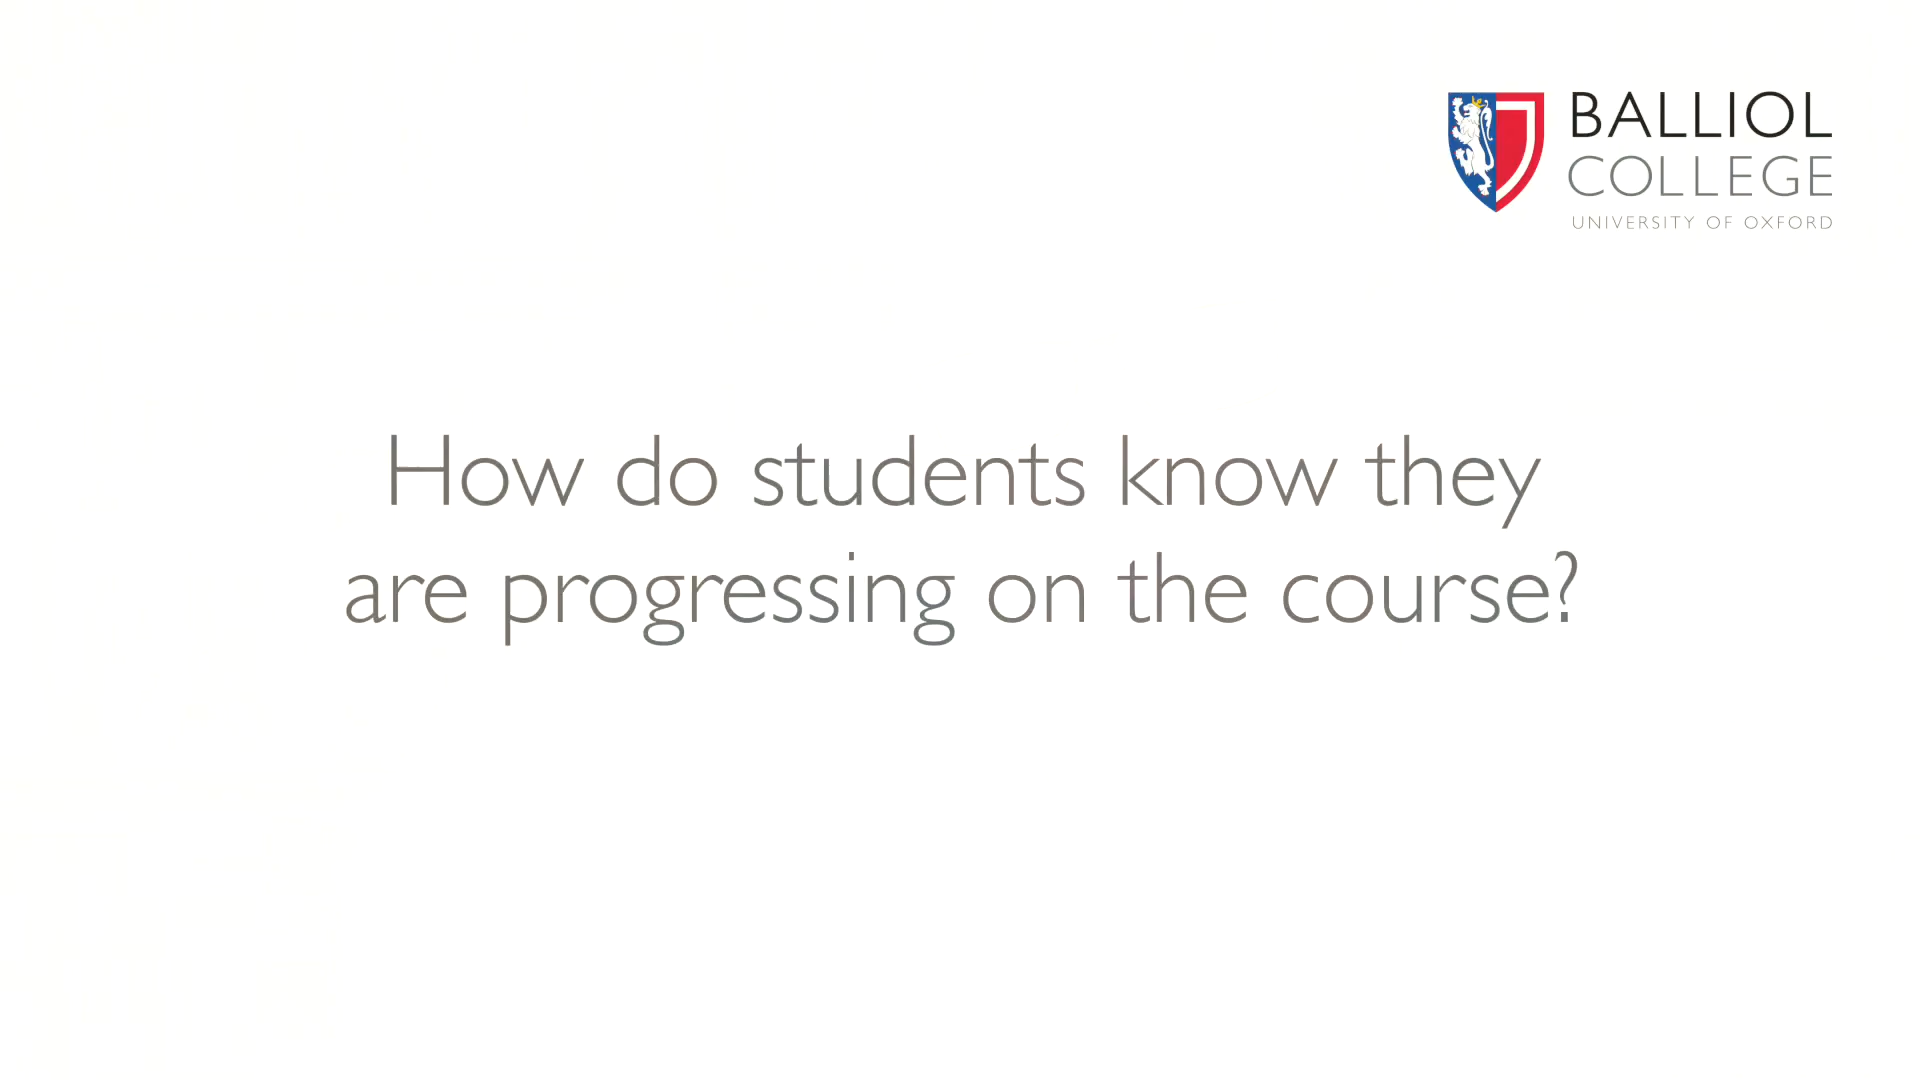 BALLIOL
COLLEGE
UNIVERSITY OF OXFORD
How do students know they
are progressing on the course?